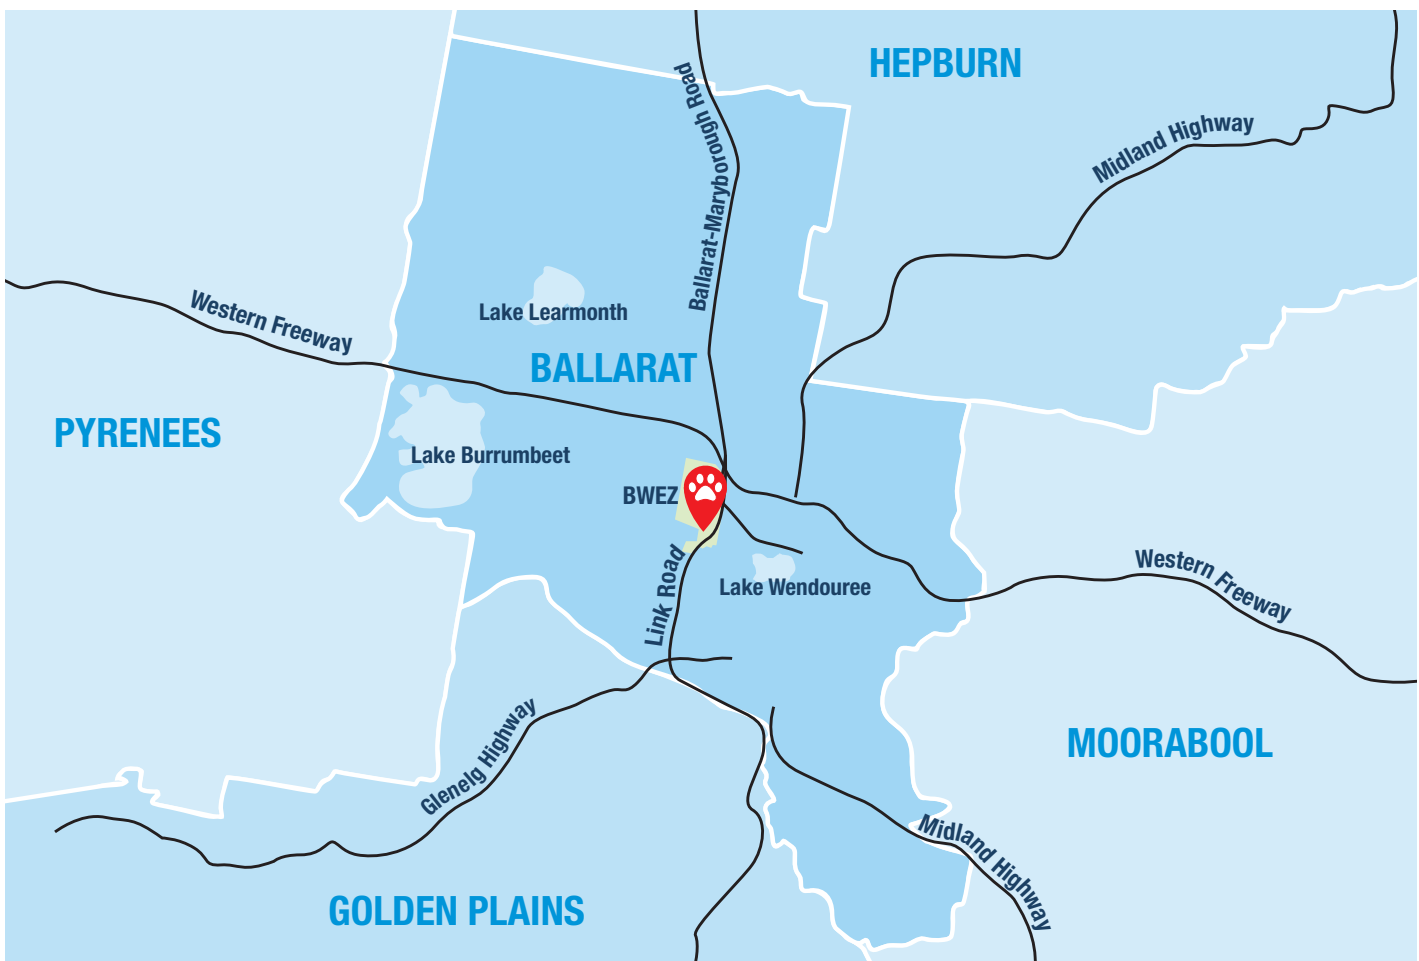 HEPBURN
Ballarat-Maryborough Road
Midland Highway
Western Freeway
Lake Learmonth
BALLARAT
PYRENEES
Lake Burrumbeet
BWEZ
Link Road
Lake Wendouree
Western Freeway
Glenelg Highway
MOORABOOL
Midland Highway
GOLDEN PLAINS